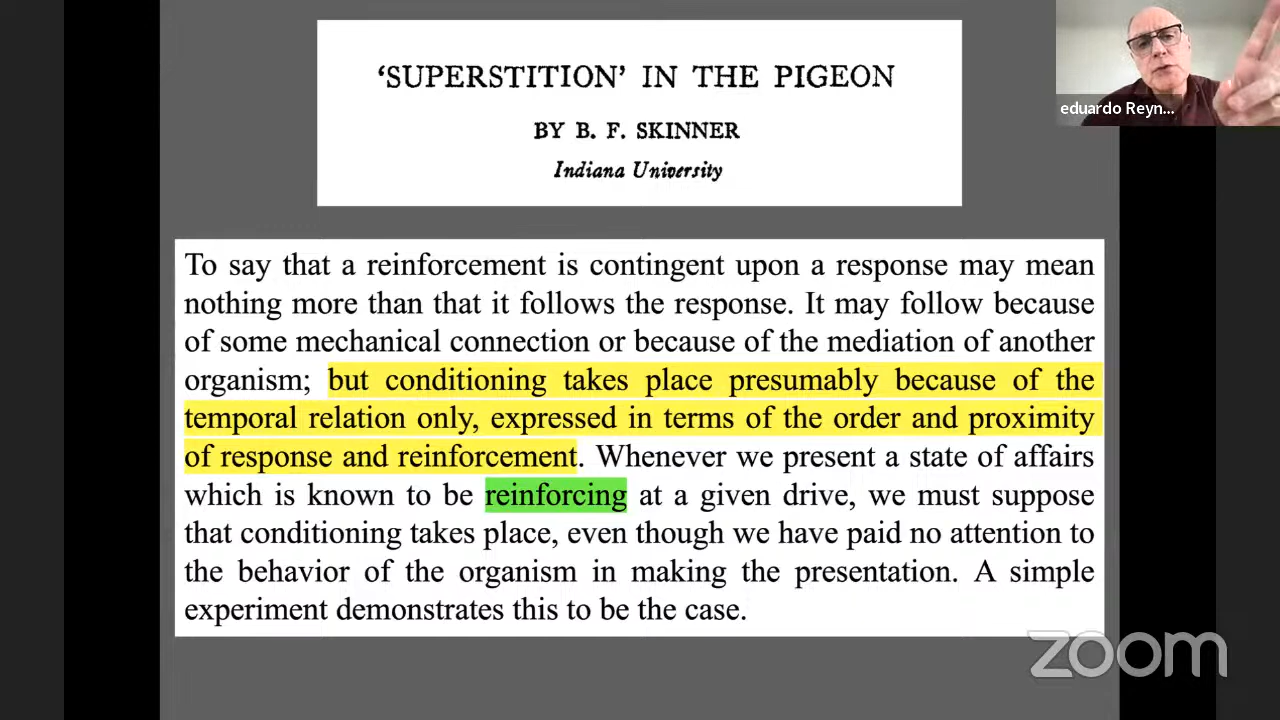 'SUPERSTITION' IN THE PIGEON
BY B. F. SKINNER
Indiana University
eduardo Reyn...
To say that a reinforcement is contingent upon a response may mean
nothing more than that it follows the response. It may follow because
of some mechanical connection or because of the mediation of another
organism; but conditioning takes place presumably because of the
temporal relation only, expressed in terms of the order and proximity
of response and reinforcement. Whenever we present a state of affairs
which is known to be reinforcing at a given drive, we must suppose
that conditioning takes place, even though we have paid no attention to
the behavior of the organism in making the presentation. A simple
experiment demonstrates this to be the case.
zoom